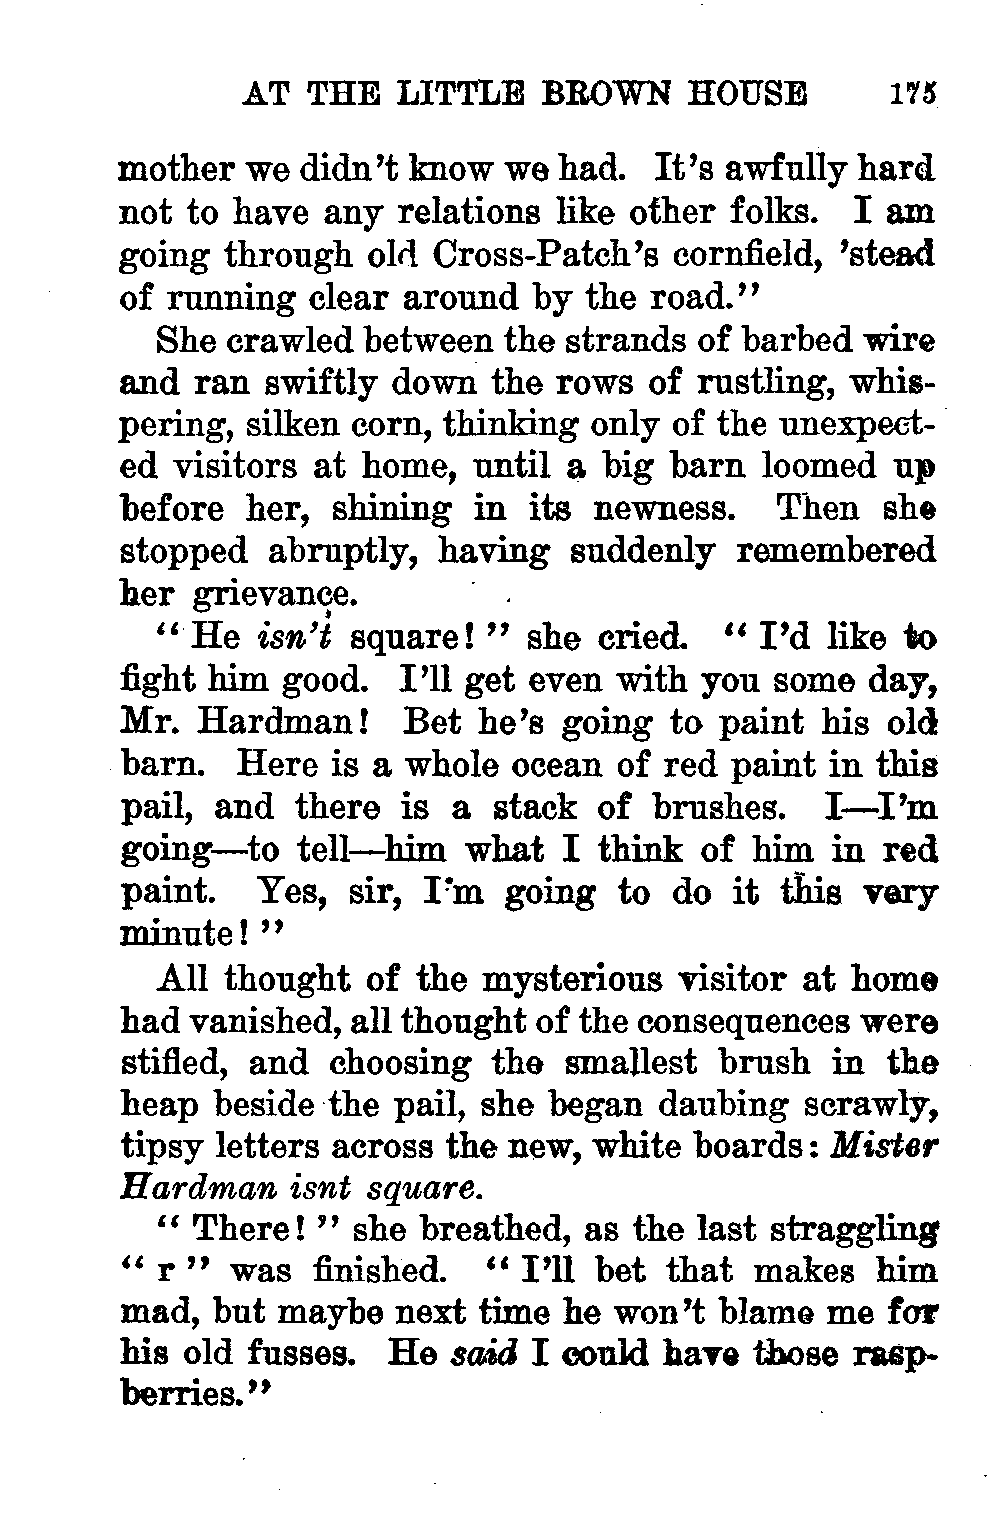 AT THE LITTLE BROWN HOUSE 175
mother we didn't know we had. It's awfully hard
not to have any relations like other folks. I am
going through old Cross-Patch's cornfield, 'stead
of running clear around by the road."
She crawled between the strands of barbed wire
and ran swiftly down the rows of rustling, whis-
pering, silken corn, thinking only of the unexpect-
ed visitors at home, until a big barn loomed up
before her, shining in its newness. Then she
stopped abruptly, having suddenly remembered
her grievance.
"He isn't square!" she cried. "I'd like to
fight him good. I'll get even with you some day,
Mr. Hardman! Bet he's going to paint his old
barn. Here is a whole ocean of red paint in this
pail, and there is a stack of brushes. I—I'm
going—to tell—him what I think of him in red
paint. Yes, sir, I'm going to do it this very
minute!"
All thought of the mysterious visitor at home
had vanished, all thought of the consequences were
stifled, and choosing the smallest brush in the
heap beside the pail, she began daubing scrawly,
tipsy letters across the new, white boards: Mister
Hardman isnt square.
"There!" she breathed, as the last straggling
"r" was finished. "I'll bet that makes him
mad, but maybe next time he won't blame me for
his old fusses. He said I could have those rasp-
berries."